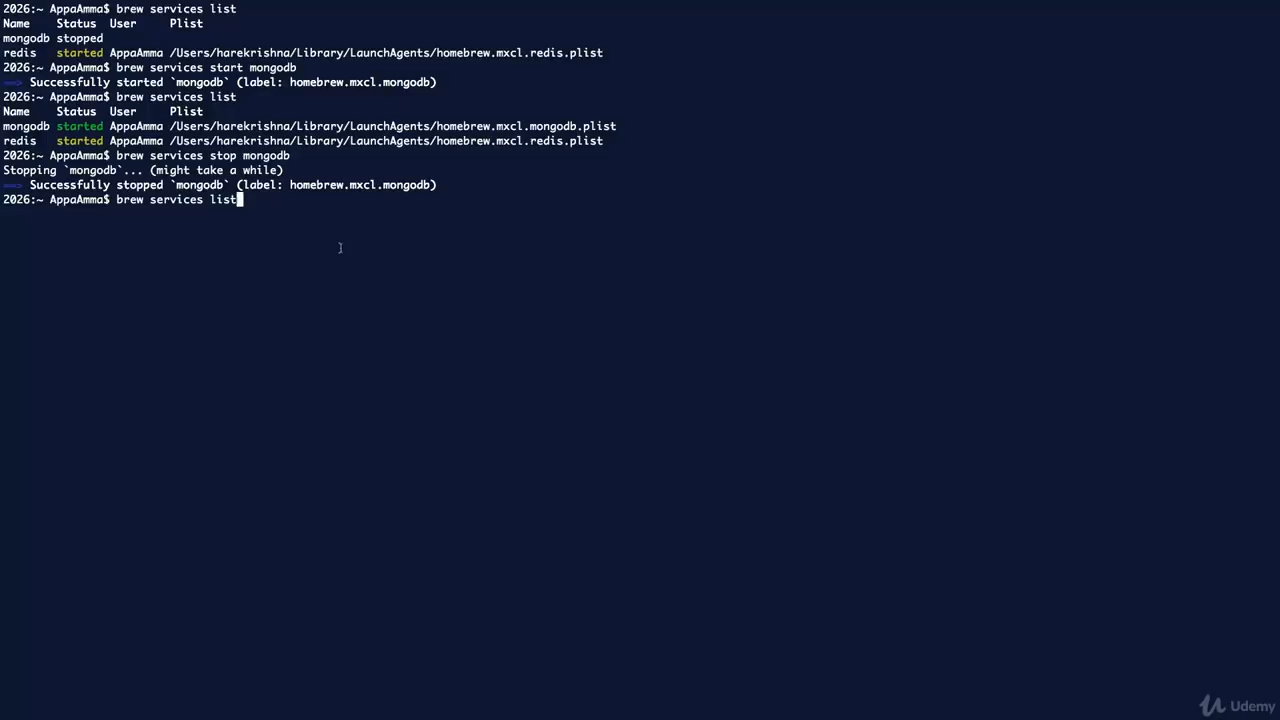 2026:~ AppaAmma$ brew services list
Name    Status  User     Plist
mongodb stopped
redis   started AppaAmma /Users/harekrishna/Library/LaunchAgents/homebrew.mxcl.redis.plist
2026:~ AppaAmma$ brew services start mongodb
==> Successfully started `mongodb` (label: homebrew.mxcl.mongodb)
2026:~ AppaAmma$ brew services list
Name    Status  User     Plist
mongodb started AppaAmma /Users/harekrishna/Library/LaunchAgents/homebrew.mxcl.mongodb.plist
redis   started AppaAmma /Users/harekrishna/Library/LaunchAgents/homebrew.mxcl.redis.plist
2026:~ AppaAmma$ brew services stop mongodb
Stopping `mongodb`... (might take a while)
==> Successfully stopped `mongodb` (label: homebrew.mxcl.mongodb)
2026:~ AppaAmma$ brew services list
Udemy